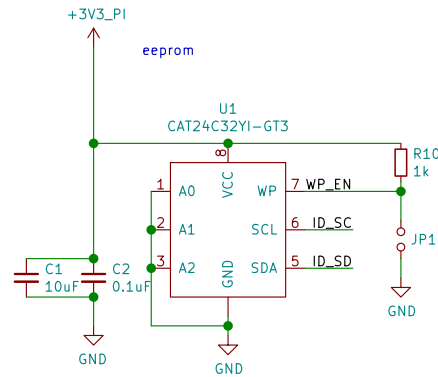 +3V3_PI
eeprom
U1
CAT24C32YI-GT3
8
VCC
R10
1k
1 A0 WP 7 WP_EN
2 A1 SCL 6 ID_SC
JP1
3 A2 GND SDA 5 ID_SD
C1 C2
10uF 0.1uF
GND
GND
GND